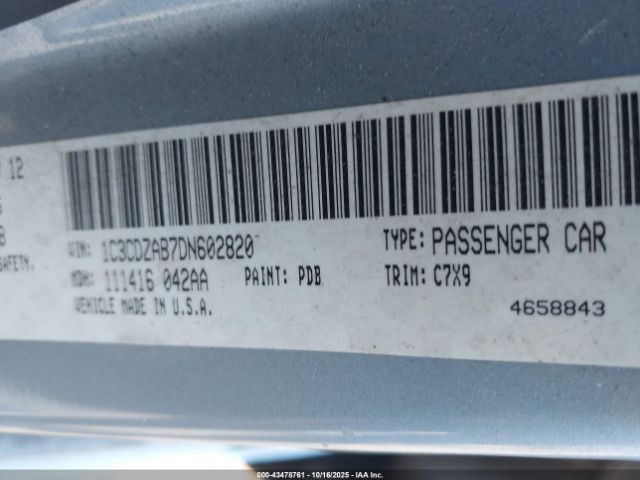 12
SAFETY.
VIN: 1C3CDZAB7DN602820
TYPE: PASSENGER CAR
MDH: 111416 042AA
PAINT: PDB
TRIM: C7X9
VEHICLE MADE IN U.S.A.
4658843
000-43478761 - 10/16/2025 - IAA Inc.